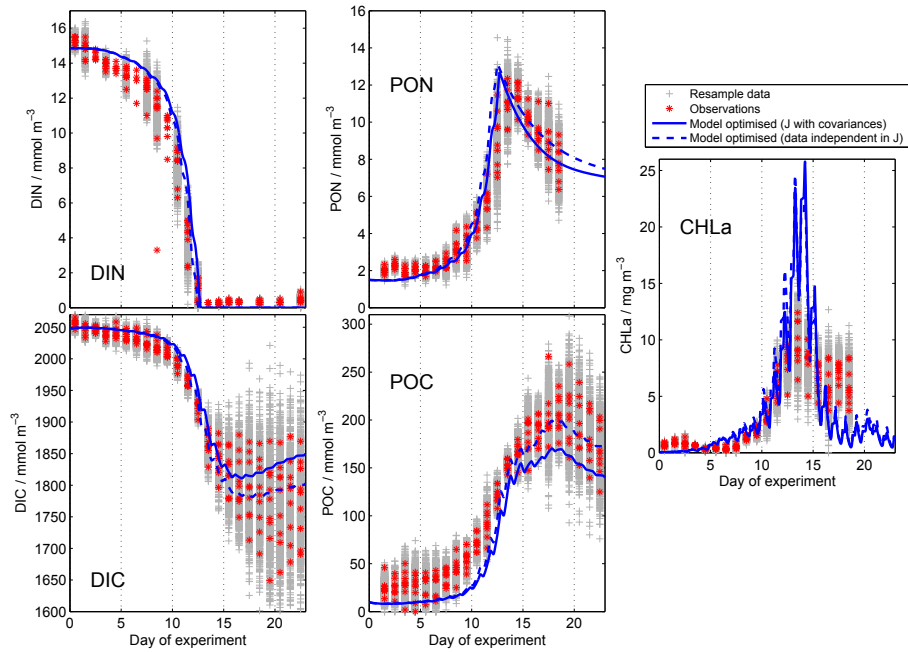 16
14
12
10
8
6
4
2
0
DIN / mmol m⁻³
DIN
16
14
12
10
8
6
4
2
0
PON / mmol m⁻³
PON
Resample data
Observations
Model optimised (J with covariances)
Model optimised (data independent in J)
25
20
15
10
5
0
CHLa / mg m⁻³
CHLa
0 5 10 15 20
Day of experiment
2050
2000
1950
1900
1850
1800
1750
1700
1650
1600
DIC / mmol m⁻³
DIC
0 5 10 15 20
Day of experiment
300
250
200
150
100
50
0
POC / mmol m⁻³
POC
0 5 10 15 20
Day of experiment